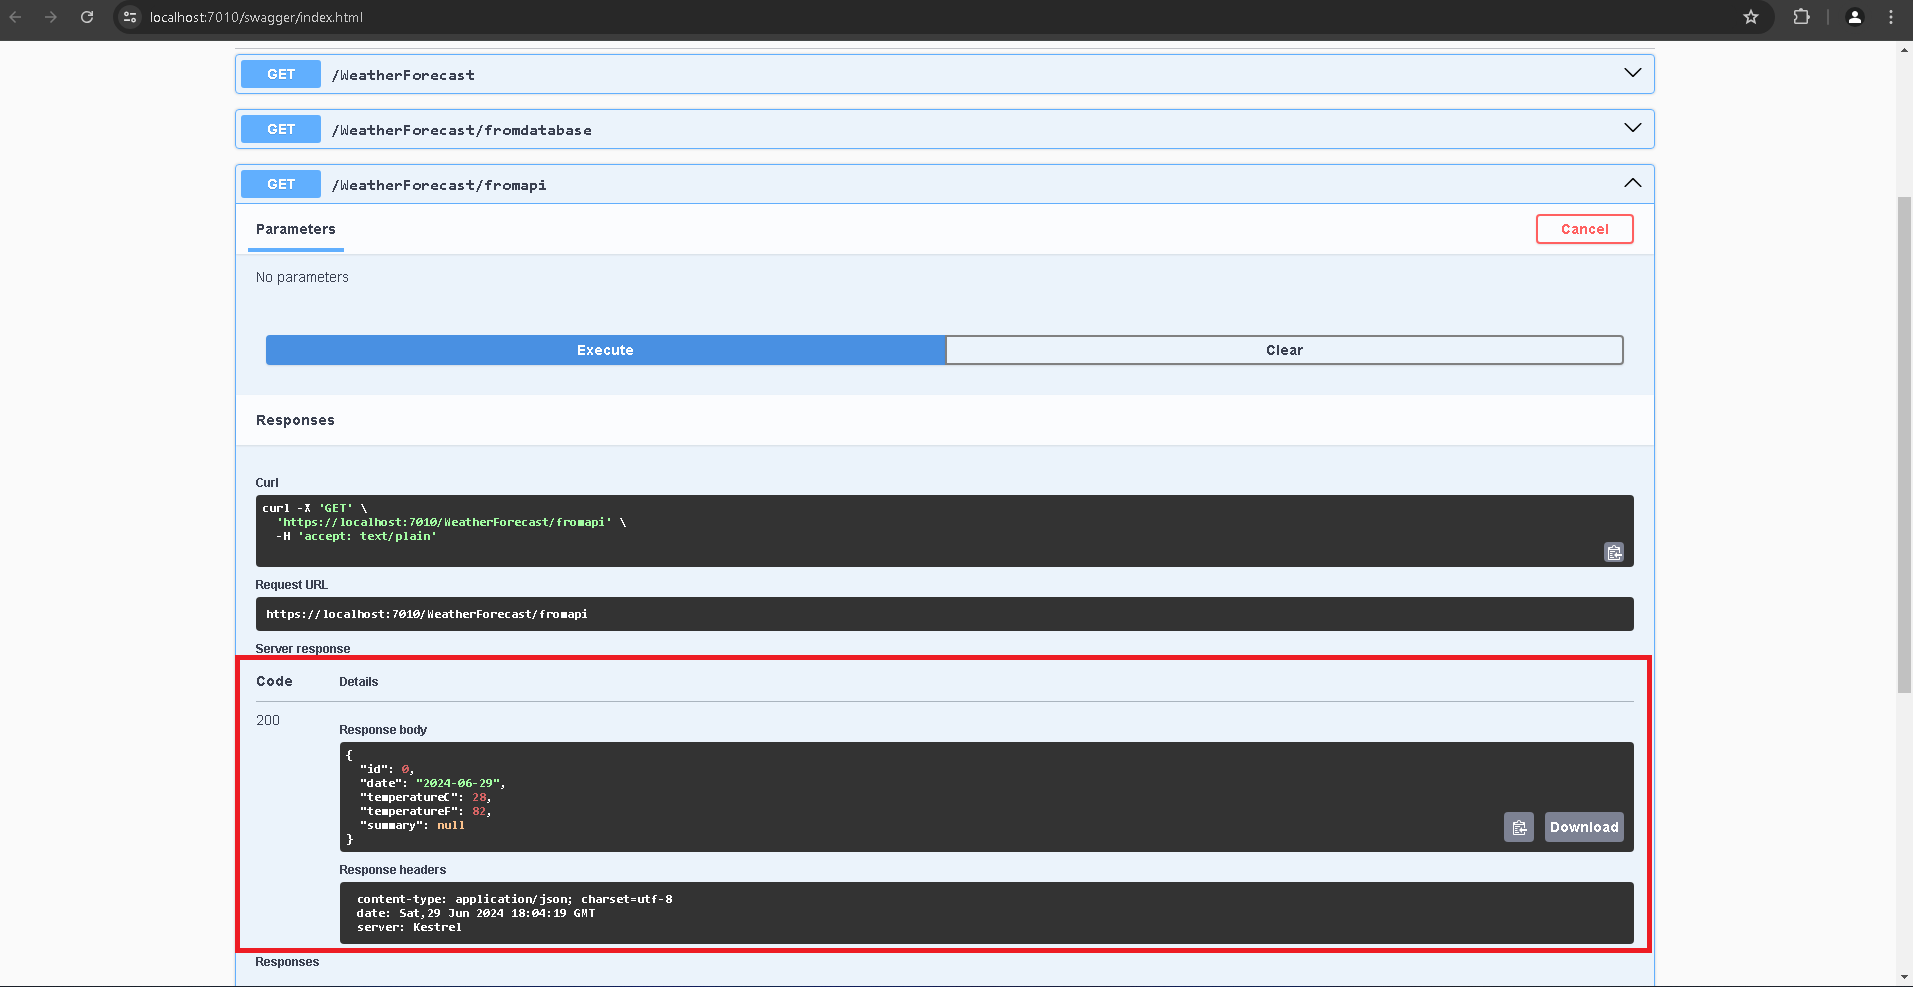 localhost:7010/swagger/index.html
GET /WeatherForecast
GET /WeatherForecast/fromdatabase
GET /WeatherForecast/fromapi
Parameters
Cancel
No parameters
Execute
Clear
Responses
Curl
curl -X 'GET' \
  'https://localhost:7010/WeatherForecast/fromapi' \
  -H 'accept: text/plain'
Request URL
https://localhost:7010/WeatherForecast/fromapi
Server response
Code Details
200
Response body
{
  "id": 0,
  "date": "2024-06-29",
  "temperatureC": 28,
  "temperatureF": 82,
  "summary": null
}
Download
Response headers
content-type: application/json; charset=utf-8
date: Sat,29 Jun 2024 18:04:19 GMT
server: Kestrel
Responses